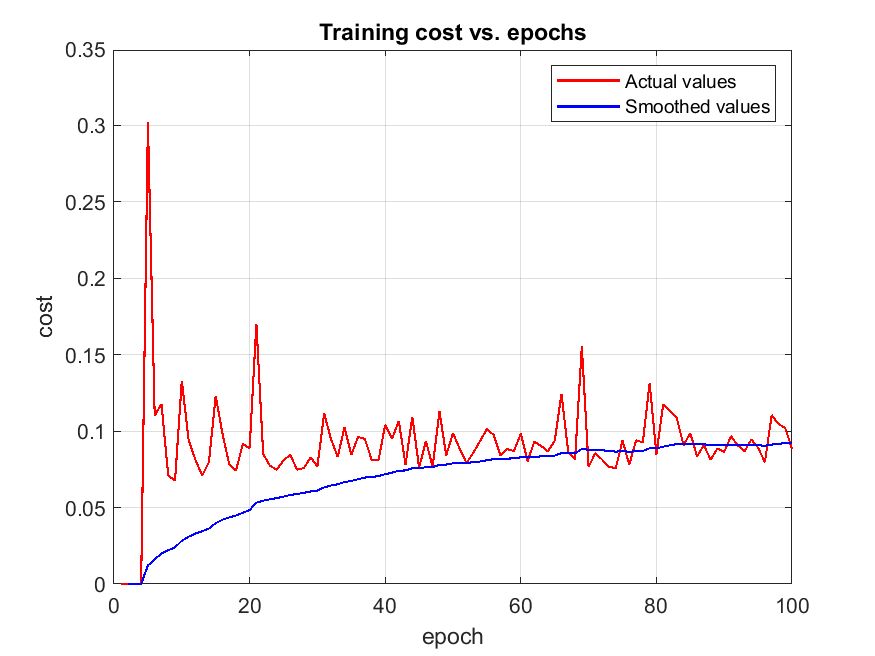 Training cost vs. epochs
Actual values
Smoothed values
cost
0.35
0.3
0.25
0.2
0.15
0.1
0.05
0
0 20 40 60 80 100
epoch